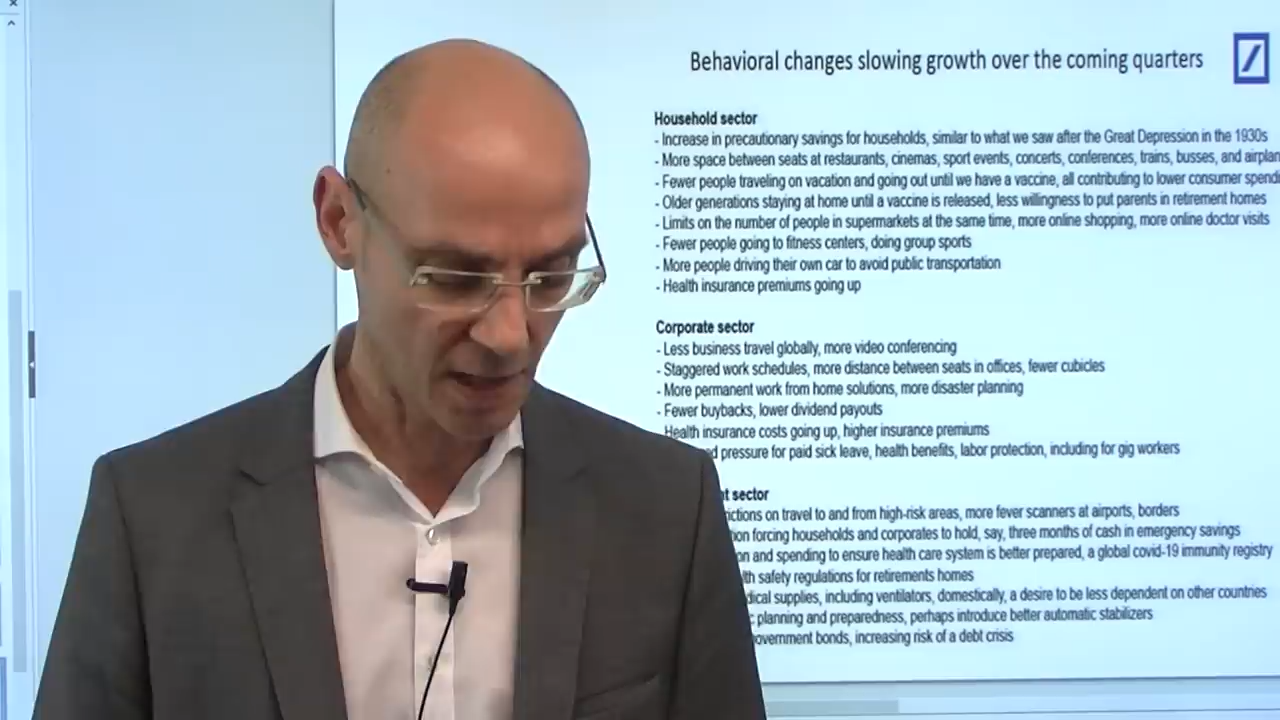 Behavioral changes slowing growth over the coming quarters
Household sector
- Increase in precautionary savings for households, similar to what we saw after the Great Depression in the 1930s
- More space between seats at restaurants, cinemas, sport events, concerts, conferences, trains, busses, and airplan
- Fewer people traveling on vacation and going out until we have a vaccine, all contributing to lower consumer spendi
- Older generations staying at home until a vaccine is released, less willingness to put parents in retirement homes
- Limits on the number of people in supermarkets at the same time, more online shopping, more online doctor visits
- Fewer people going to fitness centers, doing group sports
- More people driving their own car to avoid public transportation
- Health insurance premiums going up
Corporate sector
- Less business travel globally, more video conferencing
- Staggered work schedules, more distance between seats in offices, fewer cubicles
- More permanent work from home solutions, more disaster planning
- Fewer buybacks, lower dividend payouts
Health insurance costs going up, higher insurance premiums
d pressure for paid sick leave, health benefits, labor protection, including for gig workers
t sector
ictions on travel to and from high-risk areas, more fever scanners at airports, borders
ion forcing households and corporates to hold, say, three months of cash in emergency savings
on and spending to ensure health care system is better prepared, a global covid-19 immunity registry
th safety regulations for retirements homes
dical supplies, including ventilators, domestically, a desire to be less dependent on other countries
c planning and preparedness, perhaps introduce better automatic stabilizers
overnment bonds, increasing risk of a debt crisis